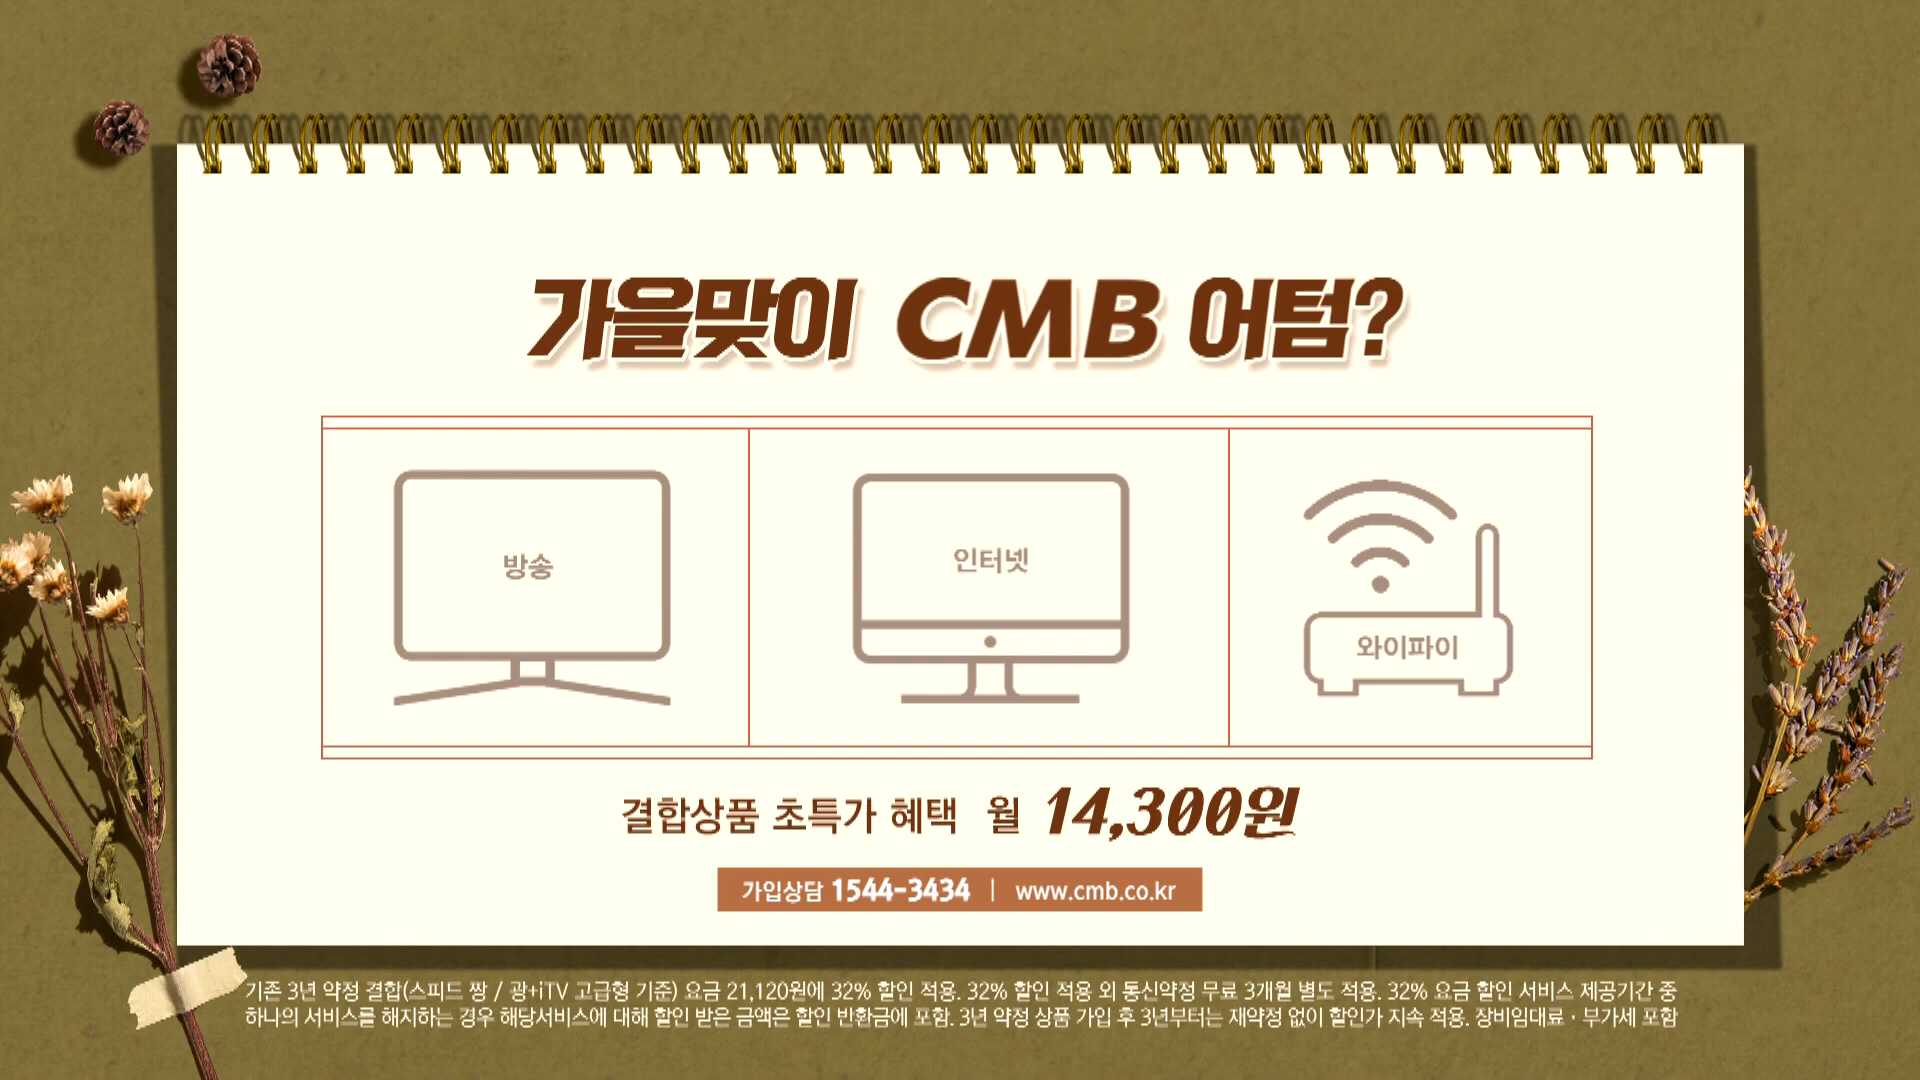 가을맞이 CMB 어텀?
방송
인터넷
와이파이
결합상품 초특가 혜택 월 14,300원
가입상담 1544-3434 | www.cmb.co.kr
기존 3년 약정 결합(스피드 짱 / 광+iTV 고급형 기준) 요금 21,120원에 32% 할인 적용. 32% 할인 적용 외 통신약정 무료 3개월 별도 적용. 32% 요금 할인 서비스 제공기간 중
하나의 서비스를 해지하는 경우 해당서비스에 대해 할인 받은 금액은 할인 반환금에 포함. 3년 약정 상품 가입 후 3년부터는 재약정 없이 할인가 지속 적용. 장비임대료 · 부가세 포함